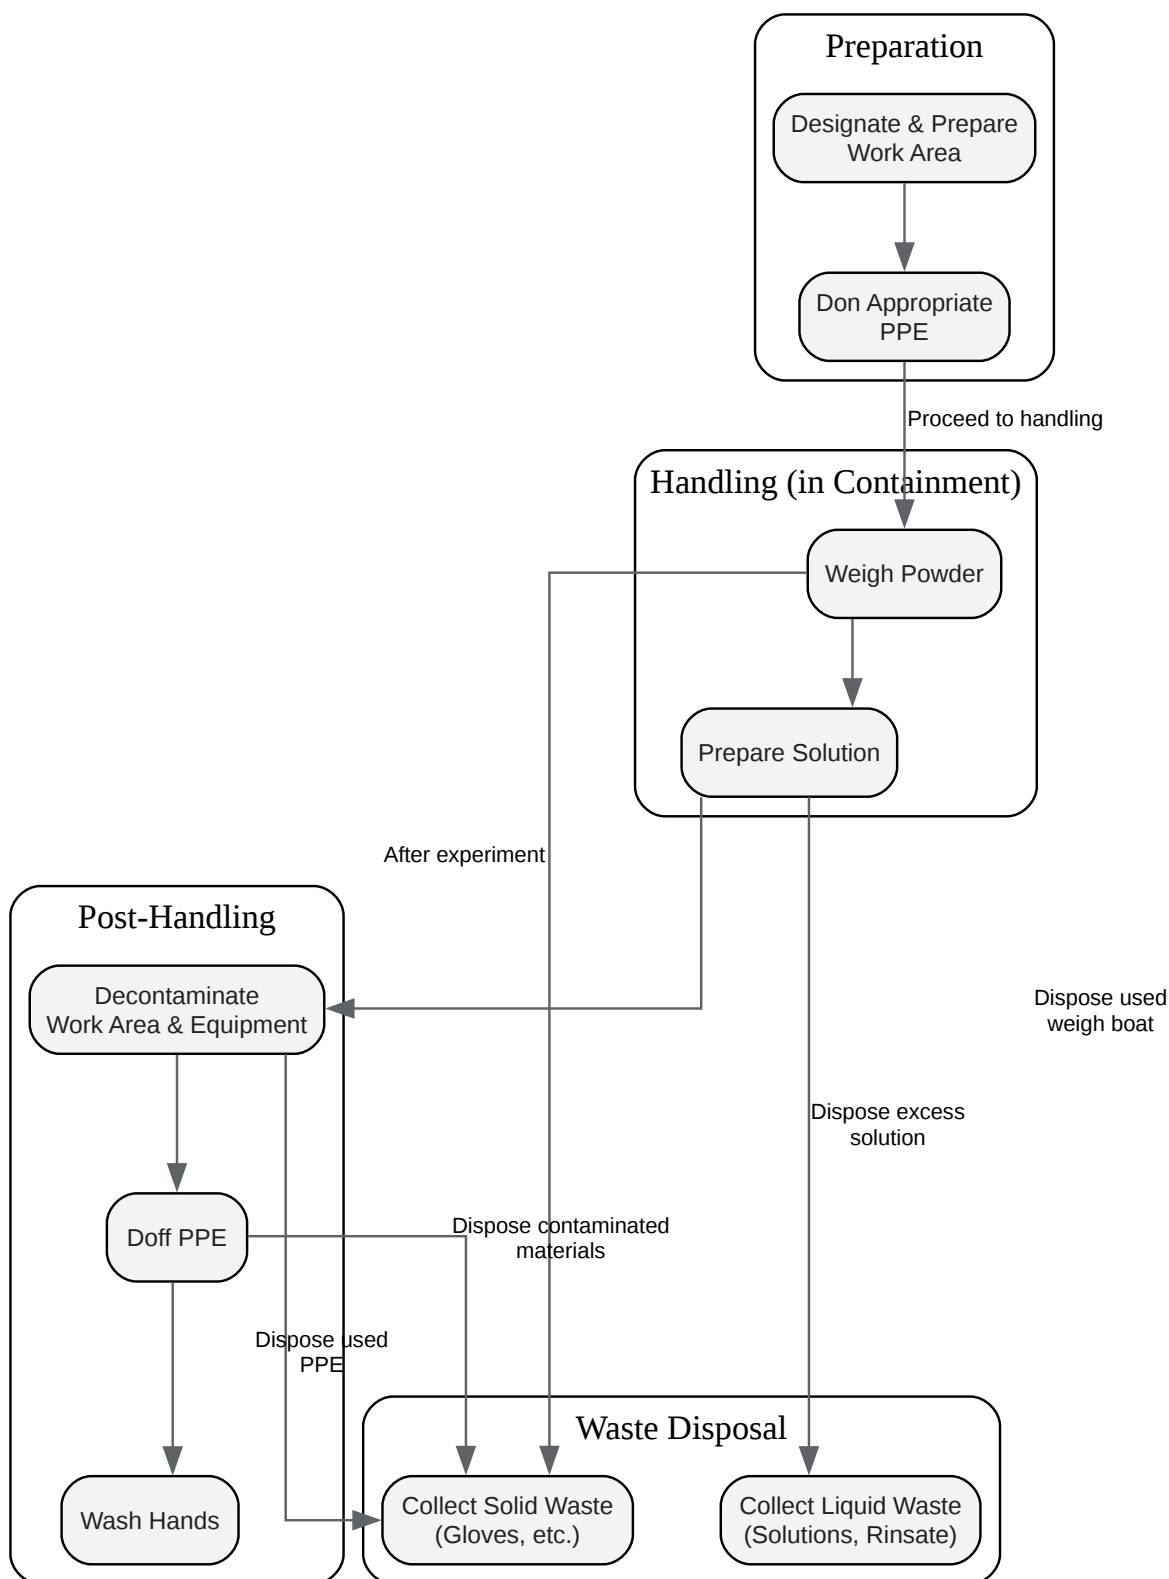 Preparation
Designate & Prepare
Work Area
Don Appropriate
PPE
Proceed to handling
Handling (in Containment)
Weigh Powder
Prepare Solution
After experiment
Post-Handling
Decontaminate
Work Area & Equipment
Dispose used
weigh boat
Dispose excess
solution
Doff PPE
Dispose contaminated
materials
Dispose used
PPE
Waste Disposal
Wash Hands
Collect Solid Waste
(Gloves, etc.)
Collect Liquid Waste
(Solutions, Rinsate)